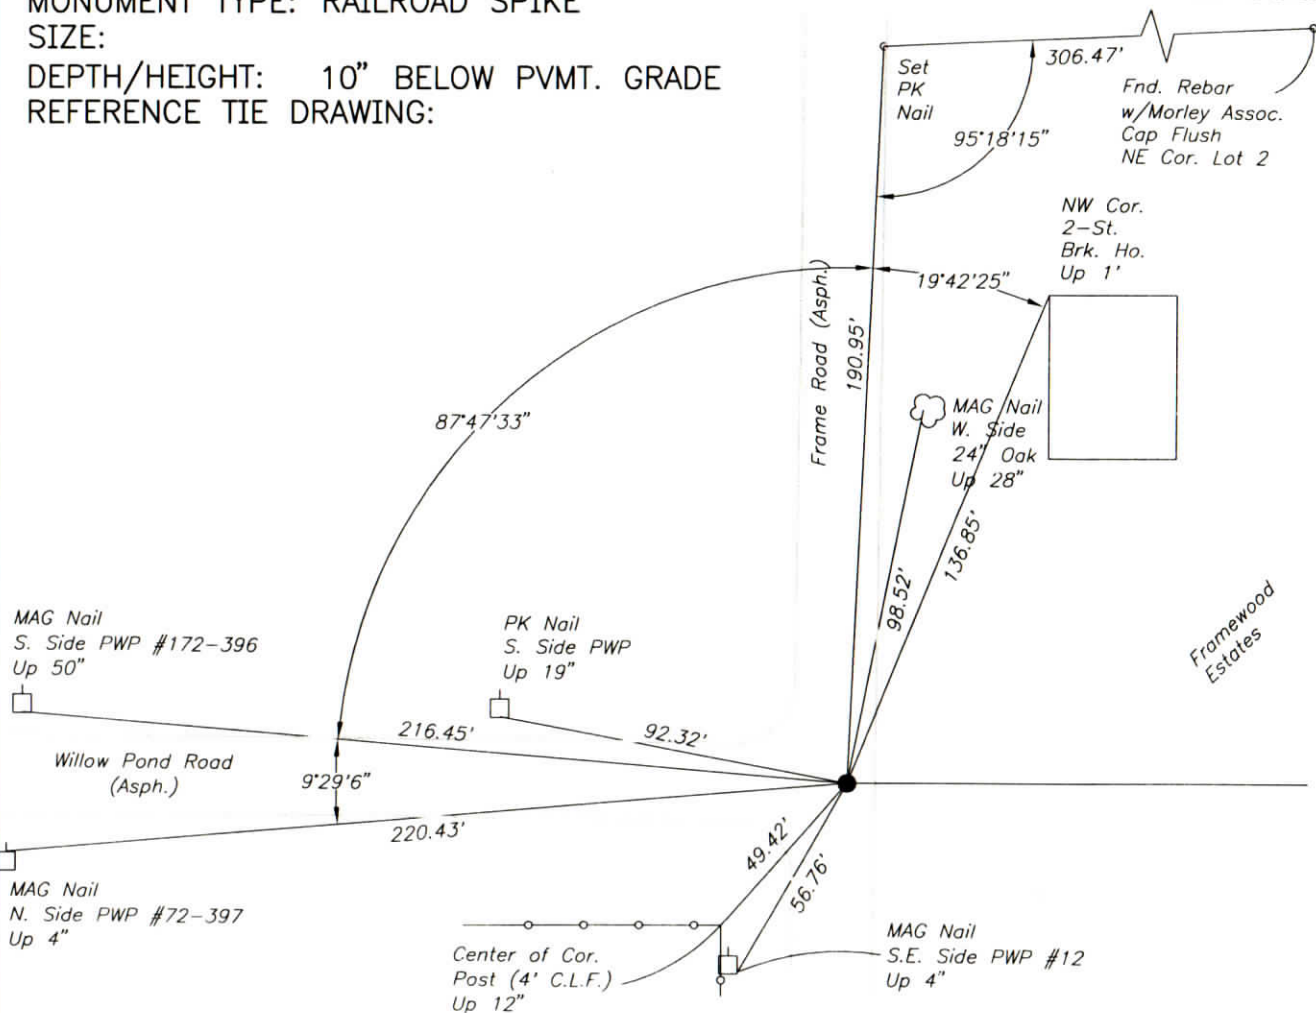 MONUMENT TYPE: RAILROAD SPIKE
SIZE:
DEPTH/HEIGHT: 10" BELOW PVMT. GRADE
REFERENCE TIE DRAWING:
306.47'
Set
PK
Nail
Fnd. Rebar
w/Morley Assoc.
Cap Flush
NE Cor. Lot 2
95°18'15"
NW Cor.
2-St.
Brk. Ho.
Up 1'
19°42'25"
Frame Road (Asph.)
190.95'
87°47'33"
MAG Nail
W. Side
24" Oak
Up 28"
98.52'
136.85'
Framewood
Estates
MAG Nail
S. Side PWP #172-396
Up 50"
PK Nail
S. Side PWP
Up 19"
216.45'
92.32'
Willow Pond Road
(Asph.)
9°29'6"
220.43'
49.42'
56.76'
MAG Nail
N. Side PWP #72-397
Up 4"
Center of Cor.
Post (4' C.L.F.)
Up 12"
MAG Nail
S.E. Side PWP #12
Up 4"